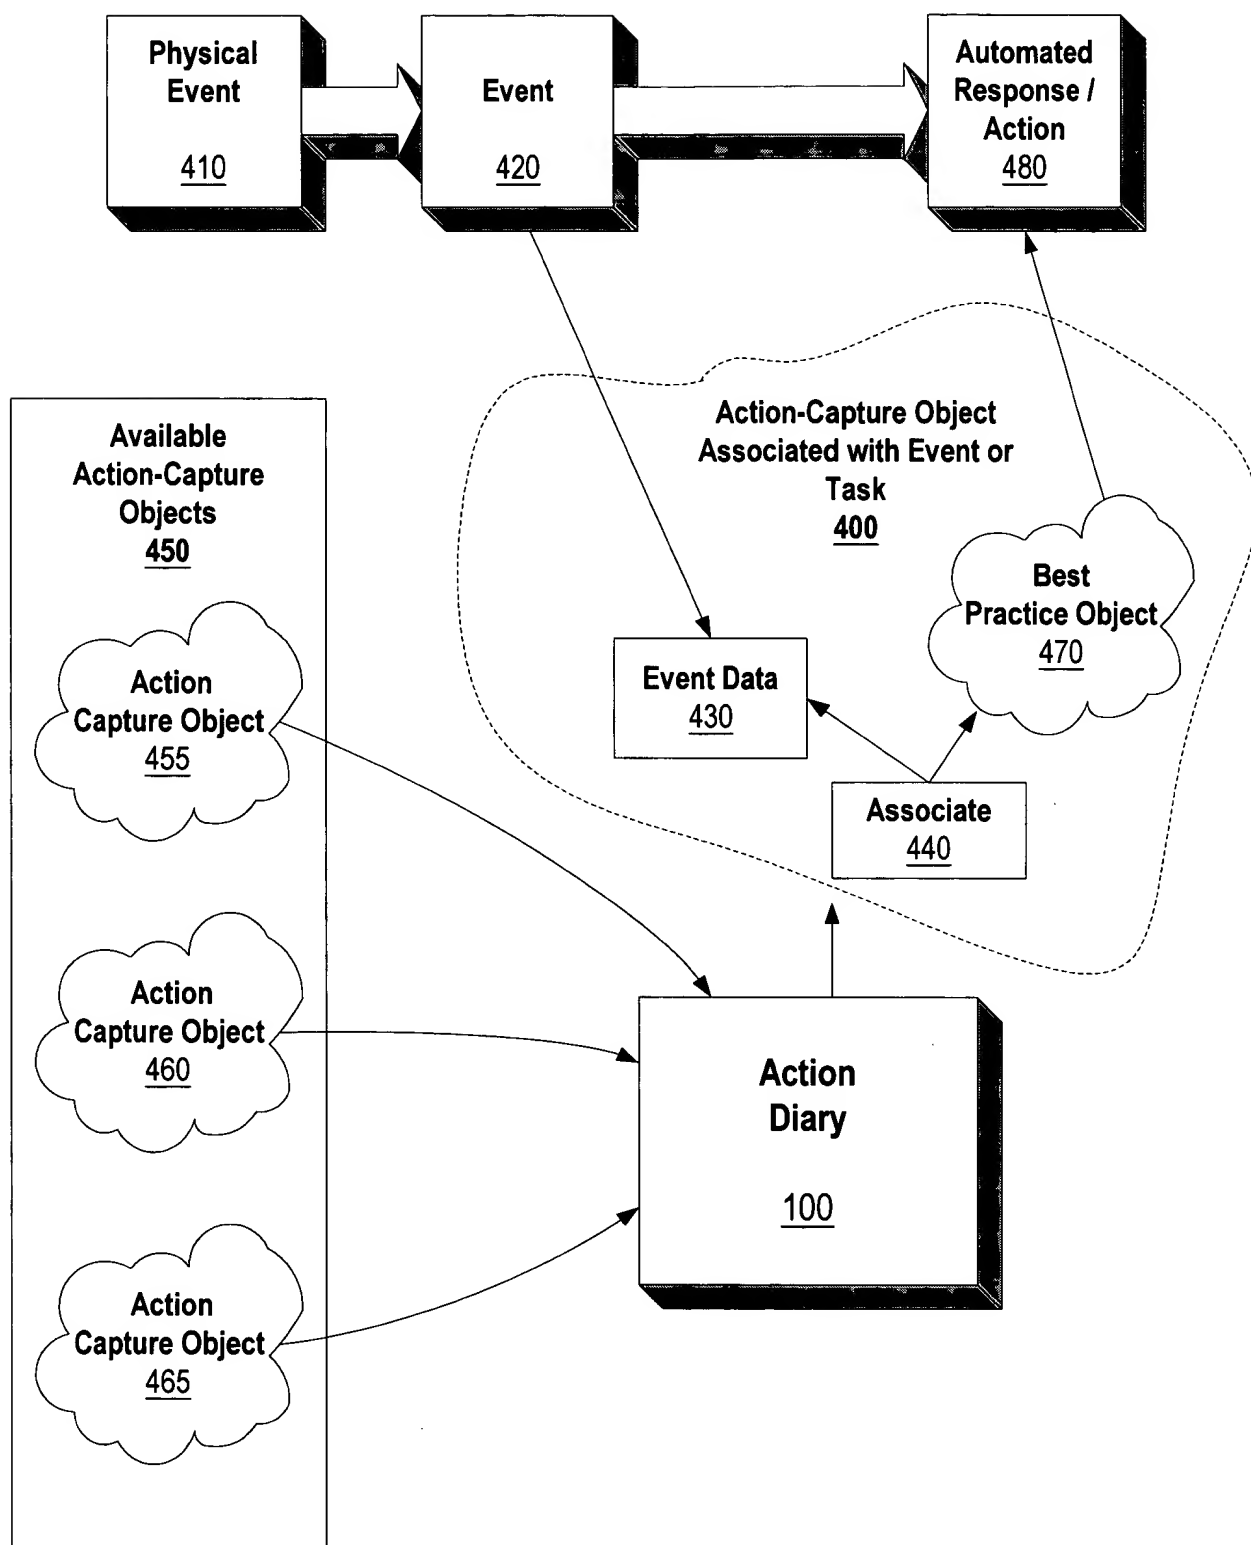 Physical
Event
410
Event
420
Automated
Response /
Action
480
Action-Capture Object
Associated with Event or
Task
400
Available
Action-Capture
Objects
450
Best
Practice Object
470
Event Data
430
Action
Capture Object
455
Associate
440
Action
Capture Object
460
Action
Diary
100
Action
Capture Object
465